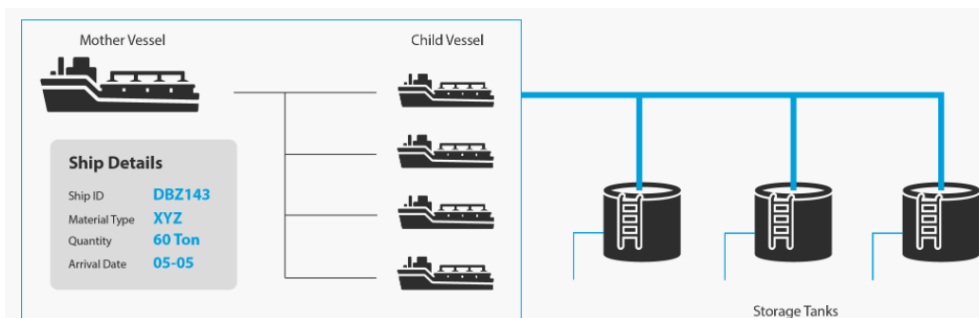 Mother Vessel
Child Vessel
Ship Details
Ship ID DBZ143
Material Type XYZ
Quantity 60 Ton
Arrival Date 05-05
Storage Tanks